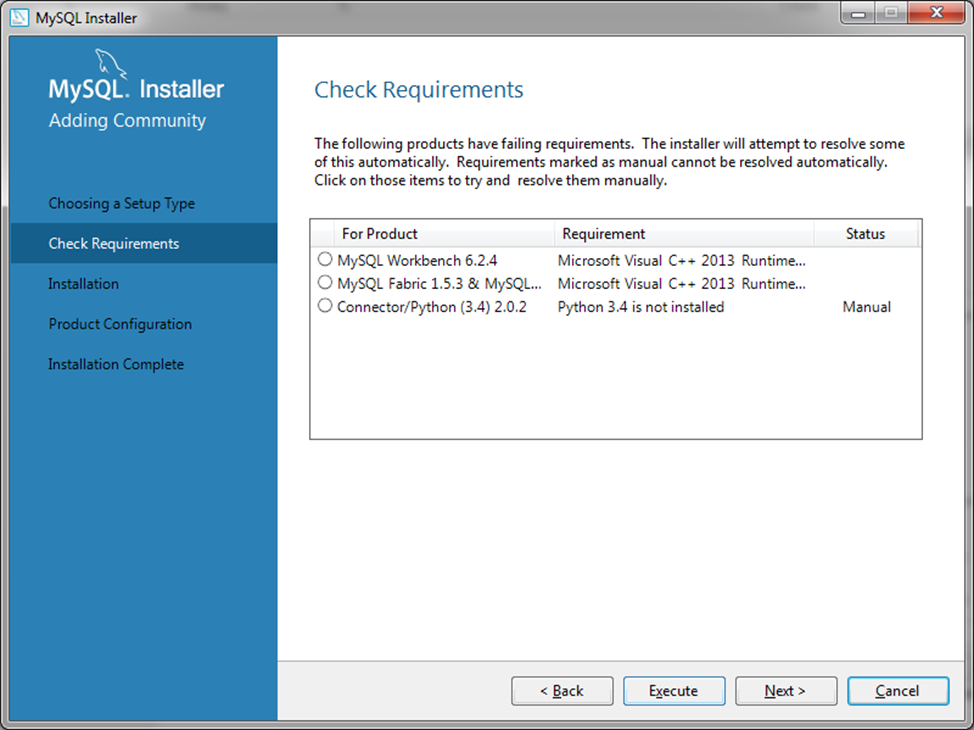 MySQL Installer
MySQL. Installer
Adding Community
Choosing a Setup Type
Check Requirements
Installation
Product Configuration
Installation Complete
Check Requirements
The following products have failing requirements. The installer will attempt to resolve some
of this automatically. Requirements marked as manual cannot be resolved automatically.
Click on those items to try and resolve them manually.
For Product Requirement Status
MySQL Workbench 6.2.4 Microsoft Visual C++ 2013 Runtime...
MySQL Fabric 1.5.3 & MySQL... Microsoft Visual C++ 2013 Runtime...
Connector/Python (3.4) 2.0.2 Python 3.4 is not installed Manual
< Back Execute Next > Cancel